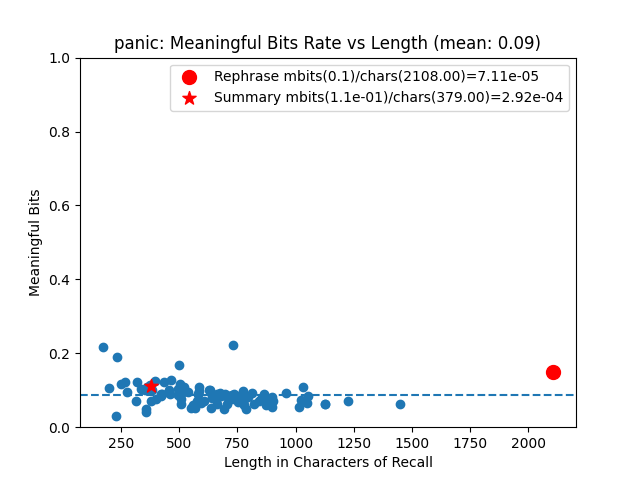 panic: Meaningful Bits Rate vs Length (mean: 0.09)
Rephrase mbits(0.1)/chars(2108.00)=7.11e-05
Summary mbits(1.1e-01)/chars(379.00)=2.92e-04
1.0
0.8
0.6
0.4
0.2
0.0
Meaningful Bits
250 500 750 1000 1250 1500 1750 2000
Length in Characters of Recall